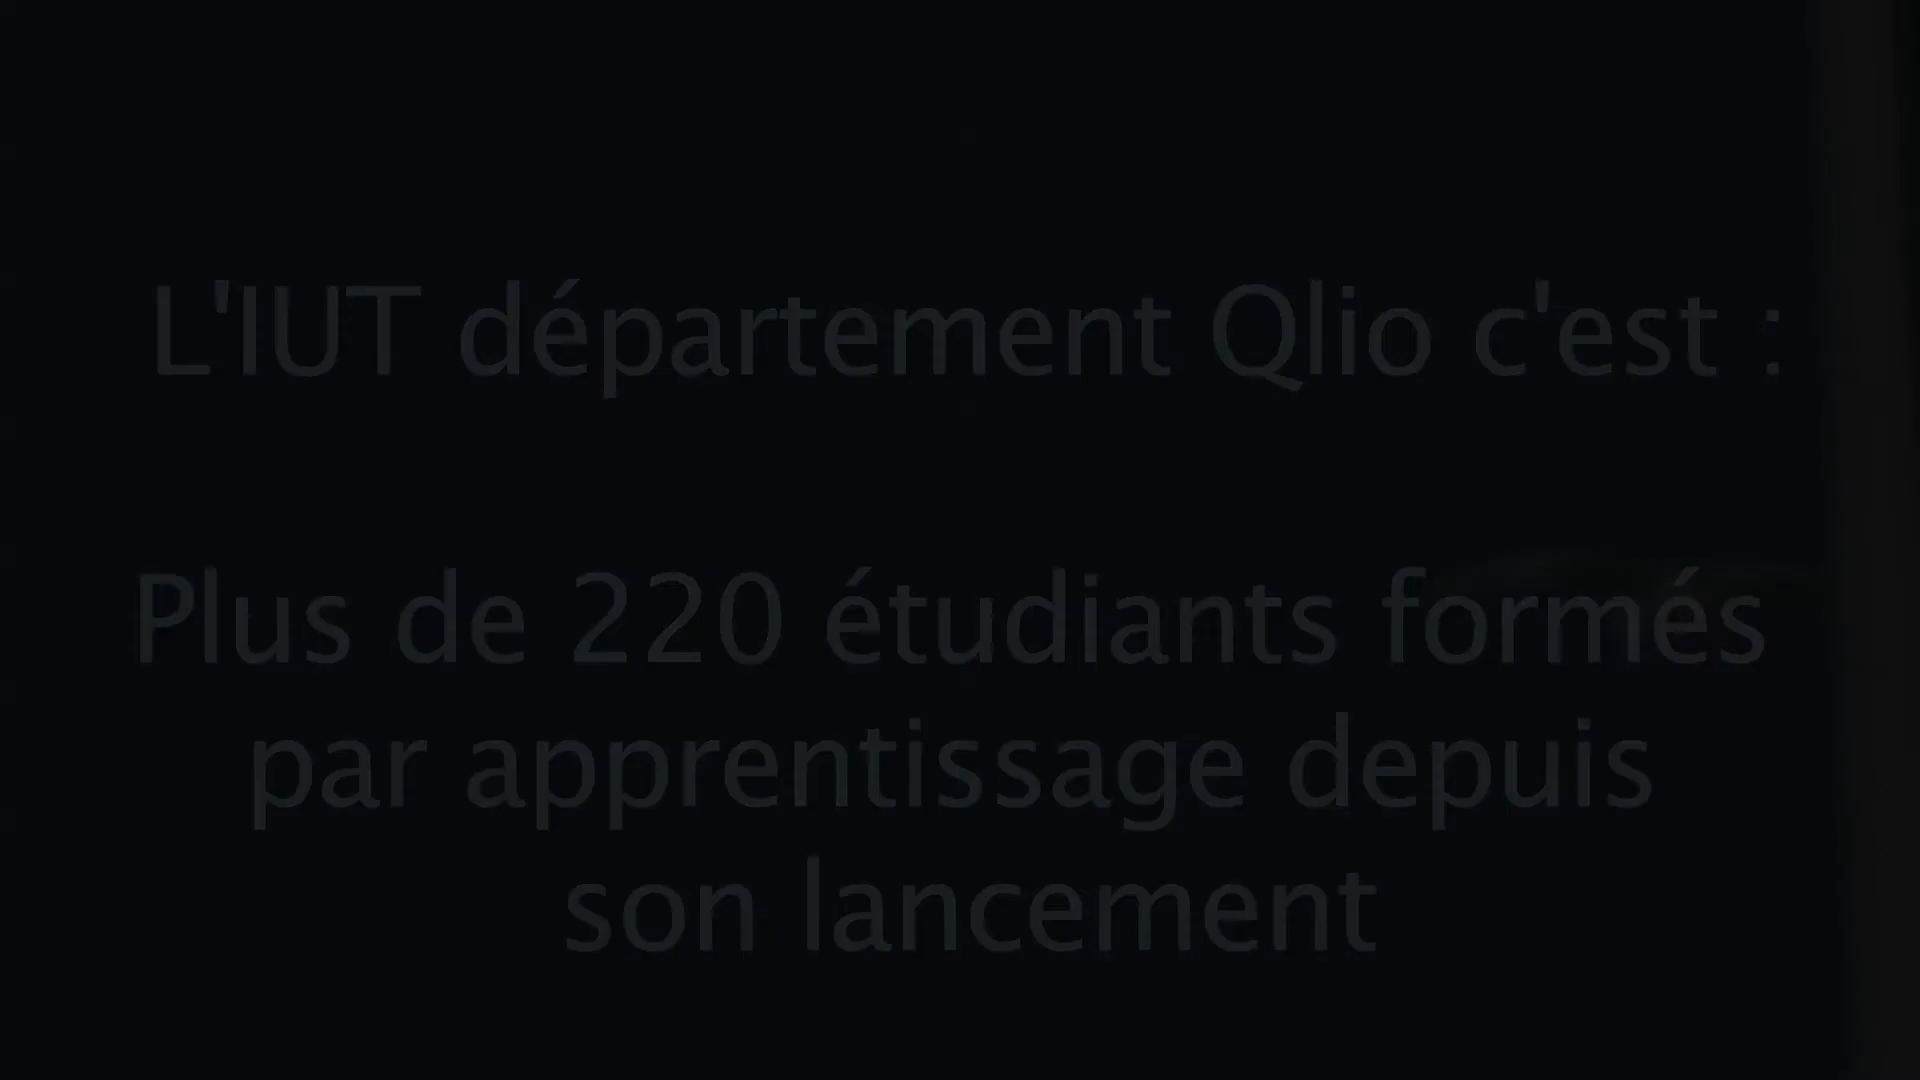 L'IUT département Qlio c'est :
Plus de 220 étudiants formés
par apprentissage depuis
son lancement